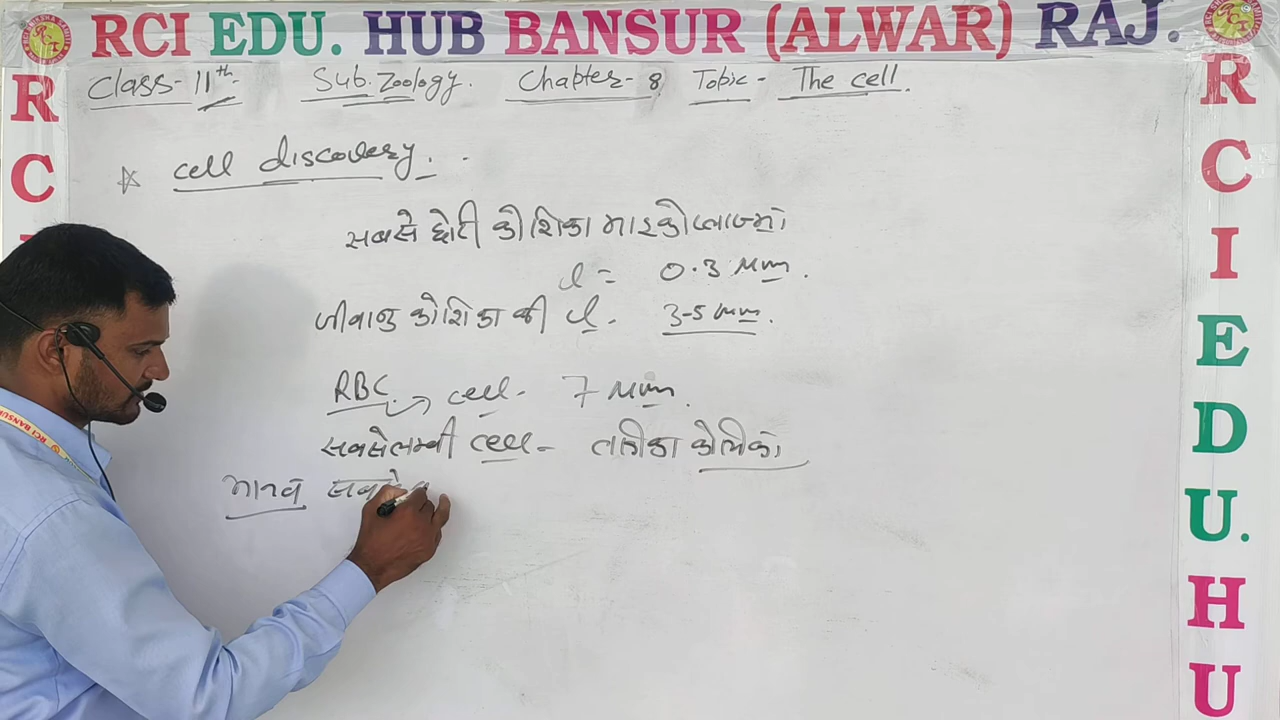 RCI EDU. HUB BANSUR (ALWAR) RAJ.
Class- 11th. Sub. Zoology. Chapter- 8 Topic - The cell.
cell discovery.
सबसे छोटी कोशिका माइकोप्लाज्मा
l = 0.3 μm.
जीवाणु कोशिका की l. 3-5 μm.
RBC. → cell - 7 μm.
सबसेलम्बी cell - तंत्रिका कोशिका
मानव
R
C
R
C
I
E
D
U.
H
U